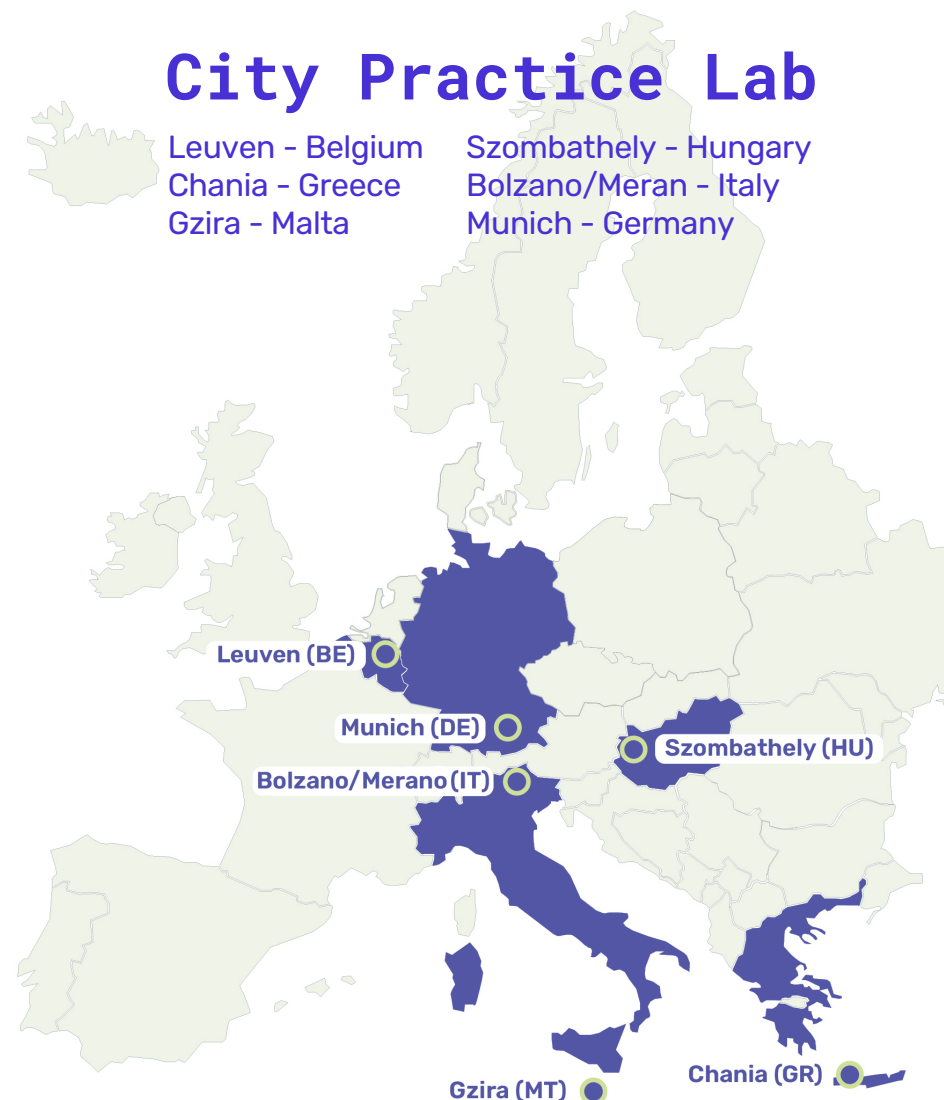 City Practice Lab
Leuven - Belgium
Chania - Greece
Gzira - Malta
Szombathely - Hungary
Bolzano/Meran - Italy
Munich - Germany
Leuven (BE)
Munich (DE)
Szombathely (HU)
Bolzano/Merano(IT)
Chania (GR)
Gzira (MT)